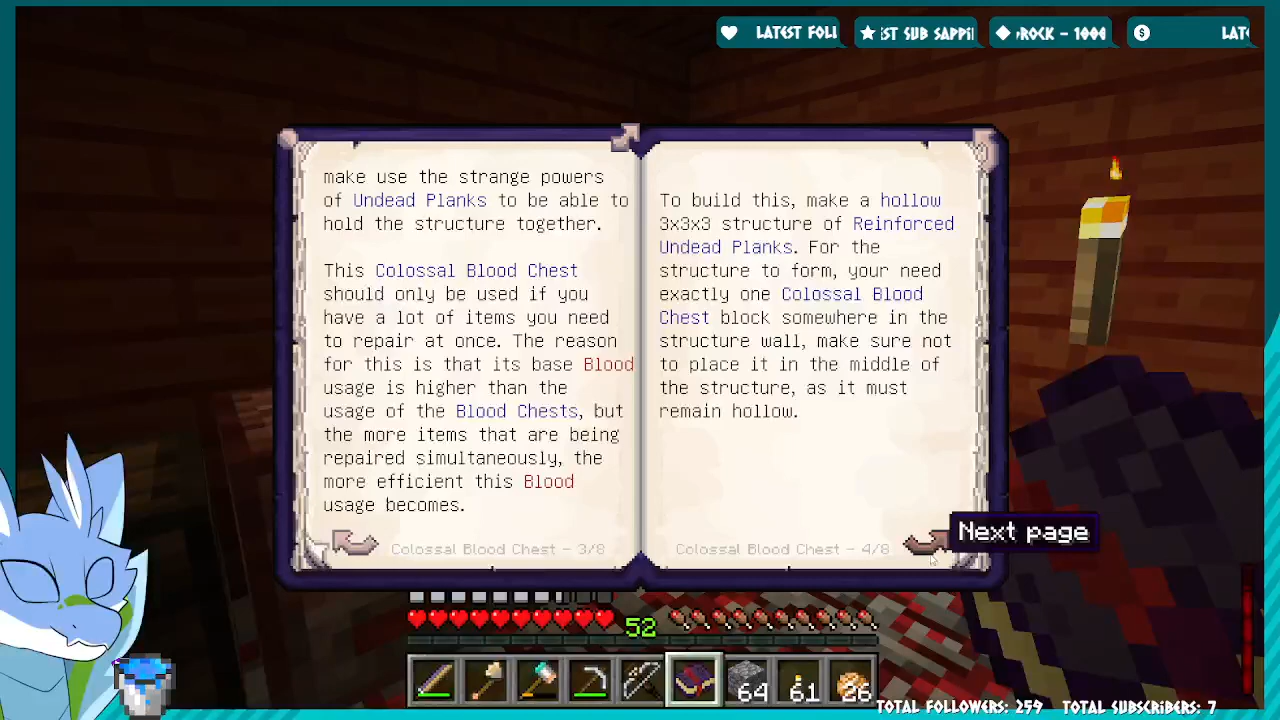 LATEST FOLL
ST SUB SAPPI
ROCK - 1000
LAT
make use the strange powers
of Undead Planks to be able to
hold the structure together.
This Colossal Blood Chest
should only be used if you
have a lot of items you need
to repair at once. The reason
for this is that its base Blood
usage is higher than the
usage of the Blood Chests, but
the more items that are being
repaired simultaneously, the
more efficient this Blood
usage becomes.
Colossal Blood Chest - 3/8
To build this, make a hollow
3x3x3 structure of Reinforced
Undead Planks. For the
structure to form, your need
exactly one Colossal Blood
Chest block somewhere in the
structure wall, make sure not
to place it in the middle of
the structure, as it must
remain hollow.
Colossal Blood Chest - 4/8
Next page
52
64
61
26
TOTAL FOLLOWERS: 259 TOTAL SUBSCRIBERS: 7